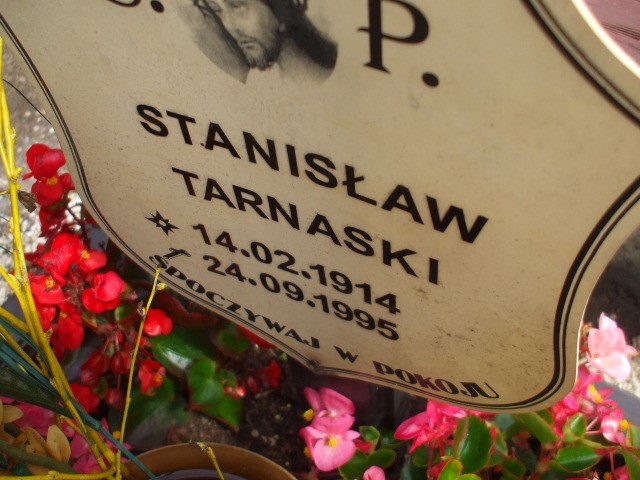 Ś. P.
STANISŁAW
TARNASKI
14.02.1914
24.09.1995
SPOCZYWAJ W POKOJU